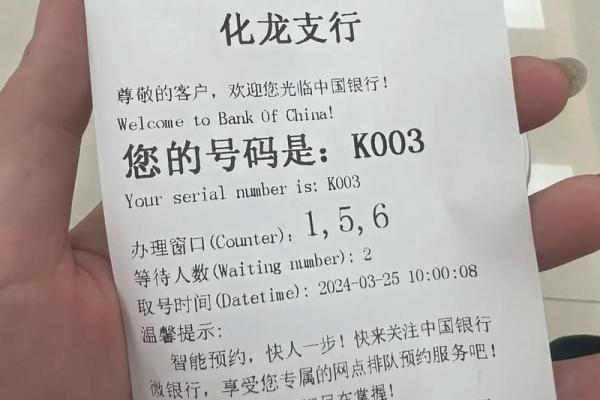 化龙支行
尊敬的客户，欢迎您光临中国银行！
Welcome to Bank Of China!
您的号码是：K003
Your serial number is: K003
办理窗口(Counter)：1,5,6
等待人数(Waiting number)：2
取号时间(Datetime)：2024-03-25 10:00:08
温馨提示：
智能预约，快人一步！快来关注中国银行
微银行，享受您专属的网点排队预约服务吧！
在掌握！